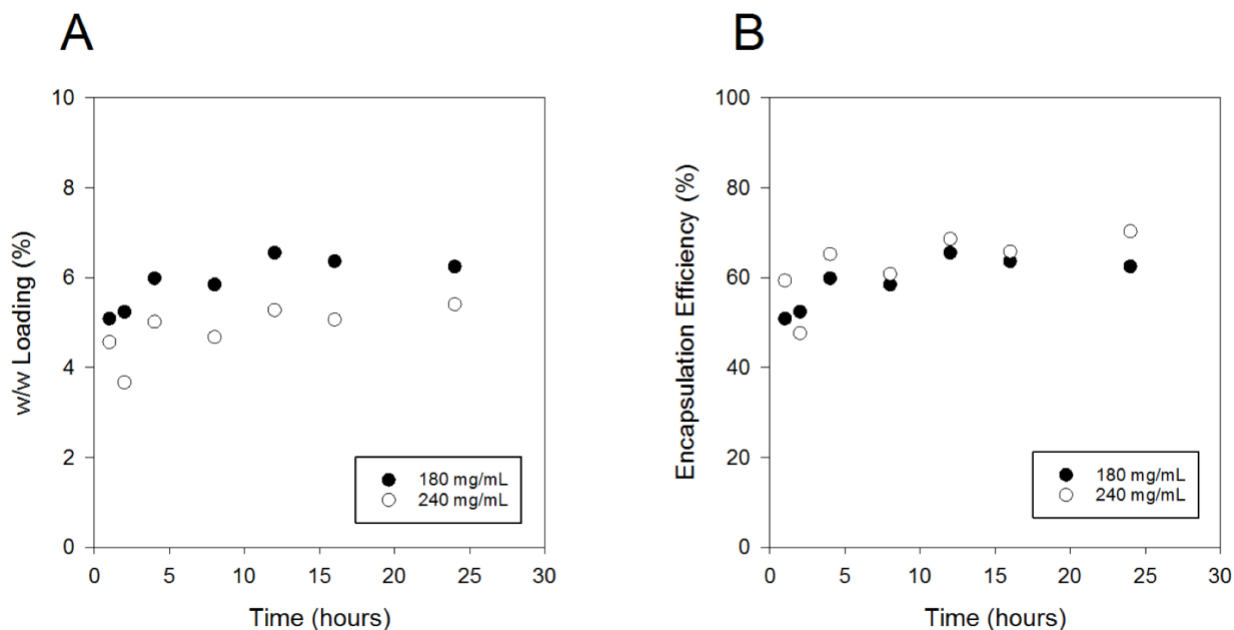 A
w/w Loading (%)
10
8
6
4
2
0
180 mg/mL
240 mg/mL
0 5 10 15 20 25 30
Time (hours)
B
Encapsulation Efficiency (%)
100
80
60
40
20
0
180 mg/mL
240 mg/mL
0 5 10 15 20 25 30
Time (hours)